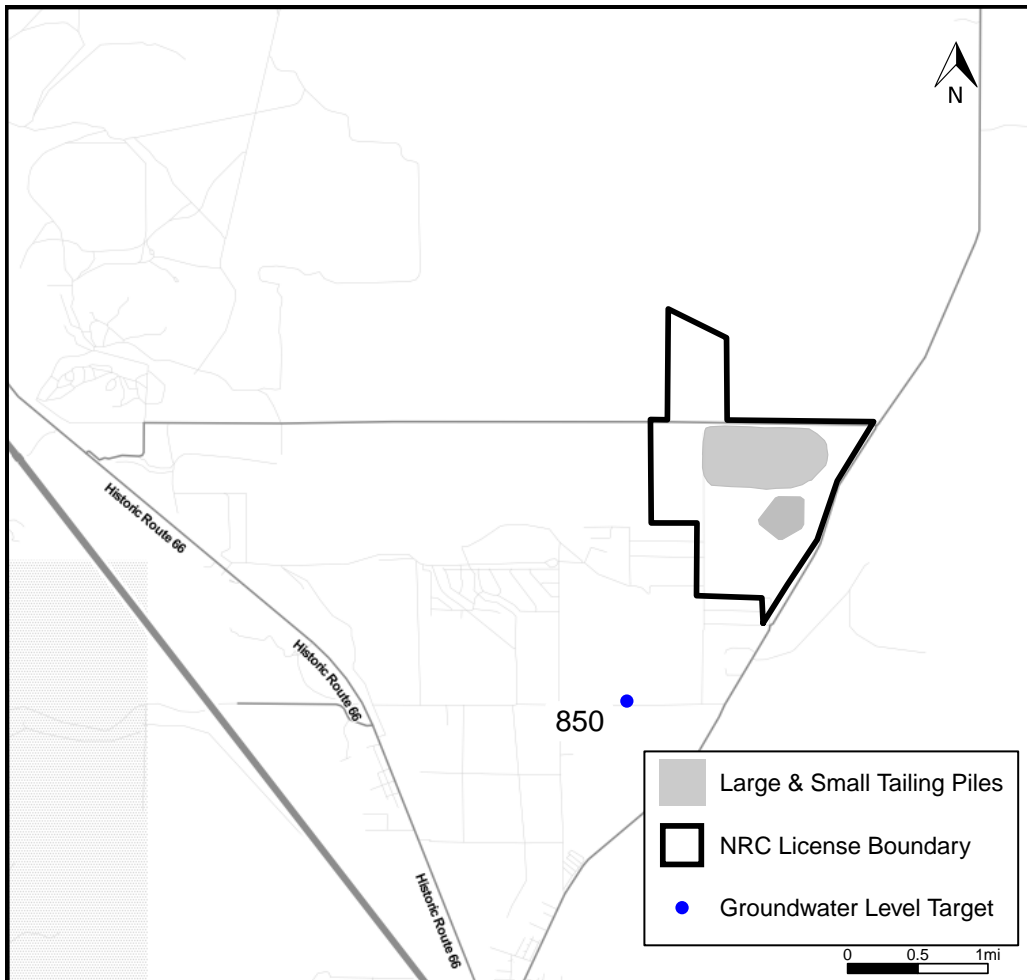 N
Historic Route 66
Historic Route 66
850
Large & Small Tailing Piles
NRC License Boundary
Historic Route 66
Groundwater Level Target
0 0.5 1mi